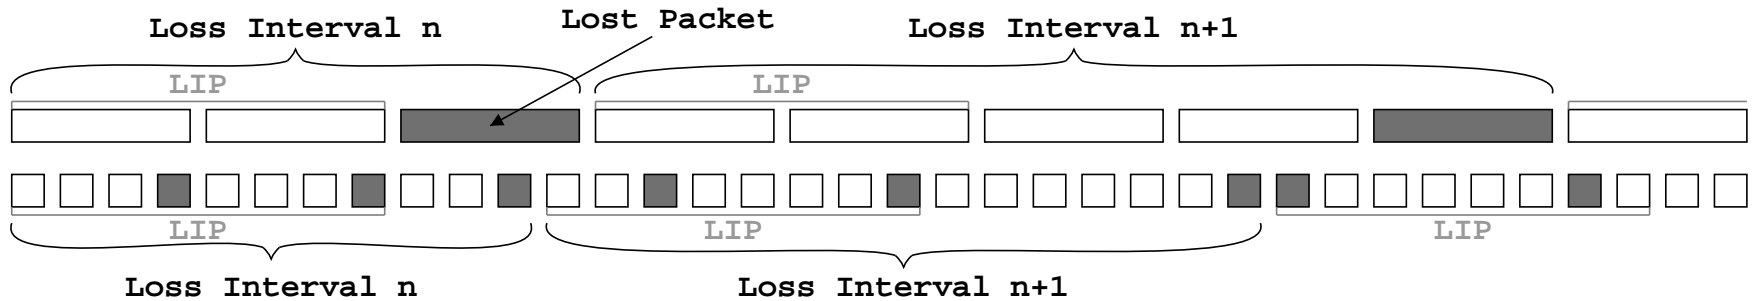 Lost Packet
Loss Interval n
Loss Interval n+1
LIP
LIP
LIP
LIP
LIP
Loss Interval n
Loss Interval n+1